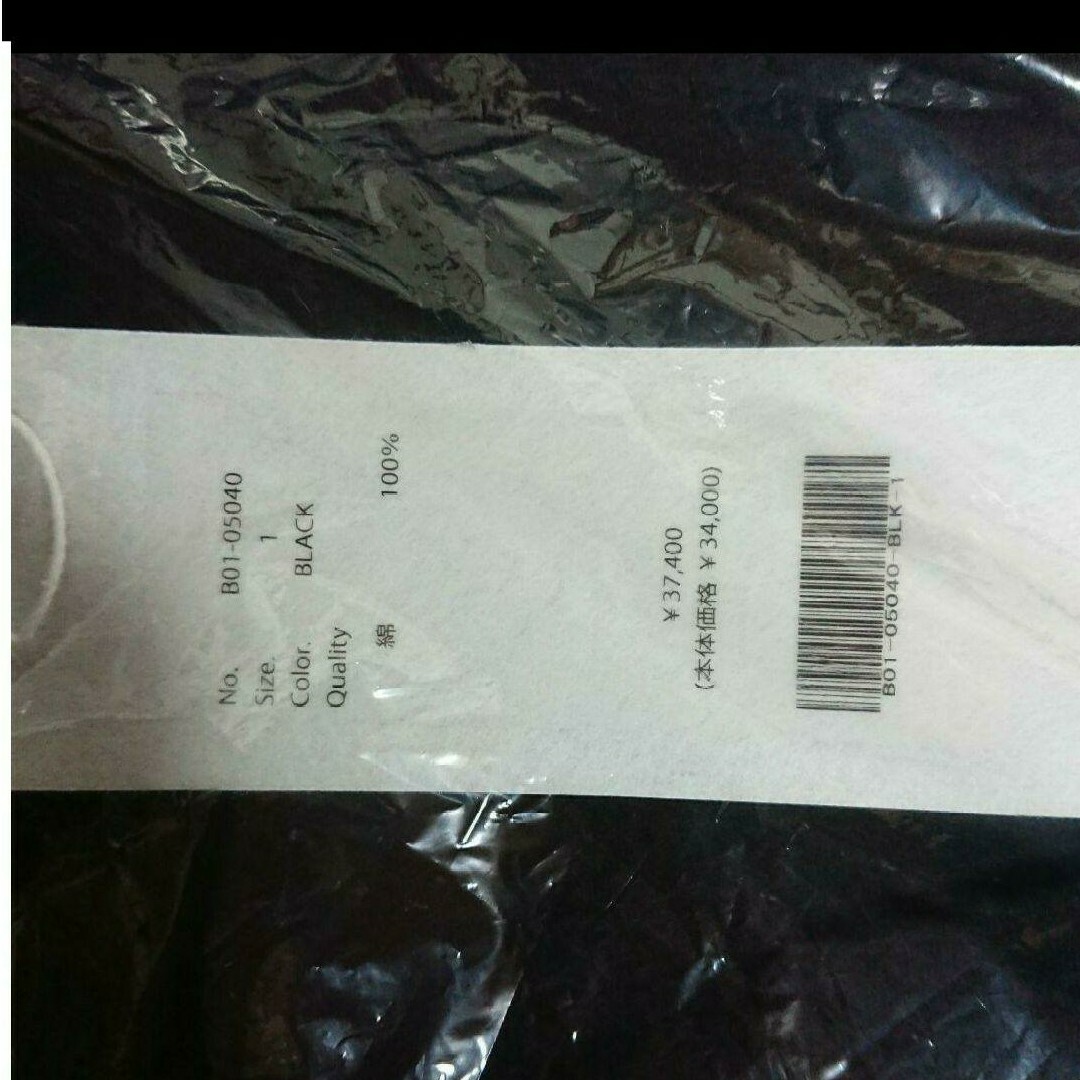 No. B01-05040
Size. 1
Color. BLACK
Quality
綿 100%
¥37,400
(本体価格 ¥34,000)
B01-05040-BLK-1